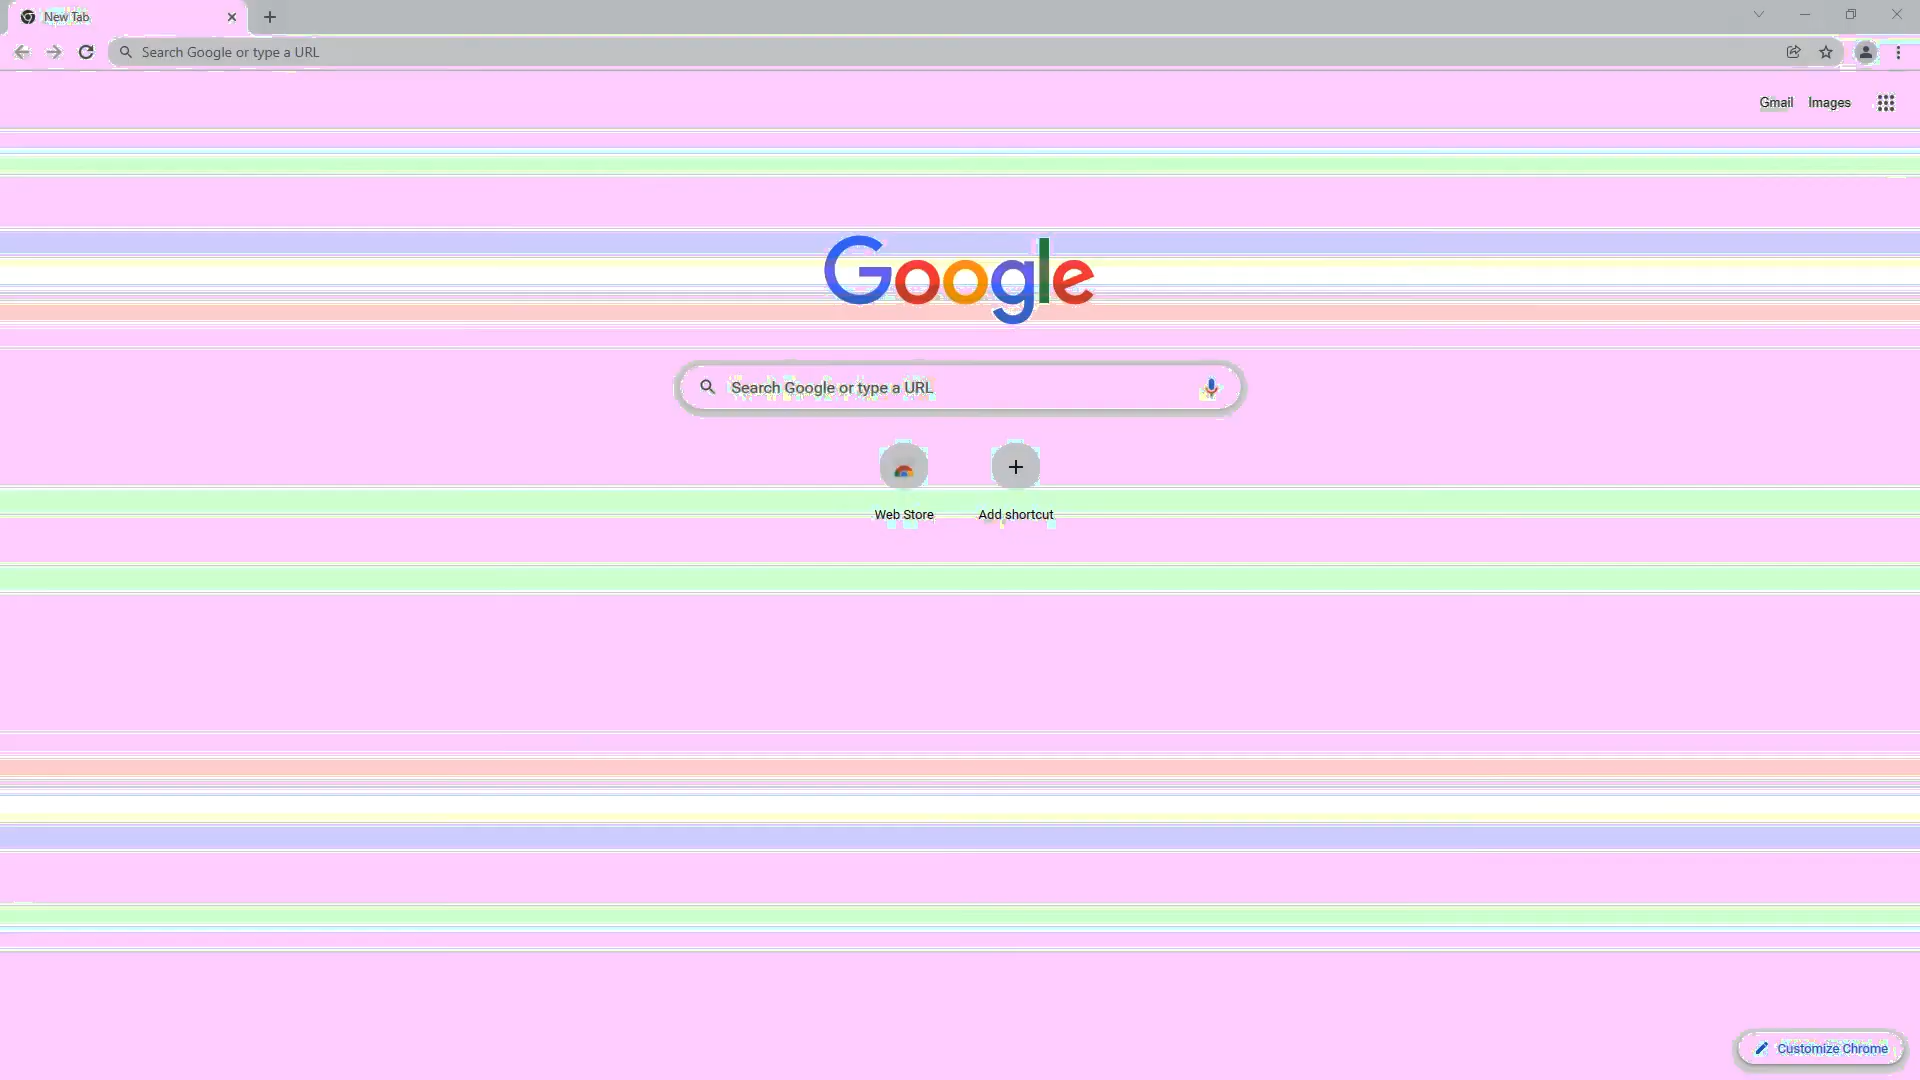 New Tab
Search Google or type a URL
Gmail Images
Google
Search Google or type a URL
Web Store Add shortcut
Customize Chrome